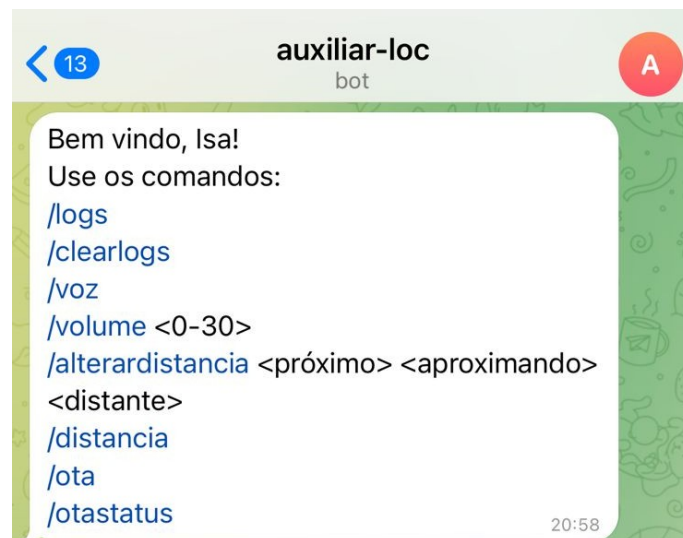 13
auxiliar-loc
bot
A
Bem vindo, Isa!
Use os comandos:
/logs
/clearlogs
/voz
/volume <0-30>
/alterardistancia <próximo> <aproximando>
<distante>
/distancia
/ota
/otastatus
20:58